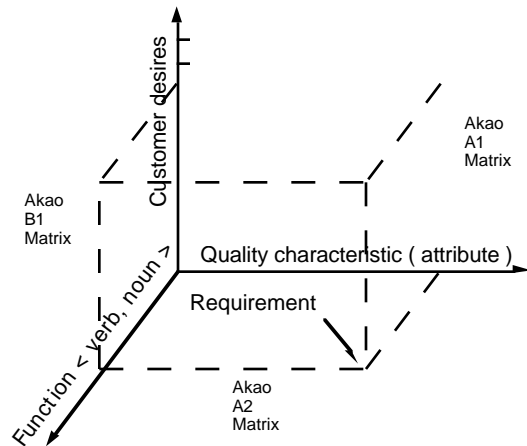 Customer desires
Akao
A1
Matrix
Akao
B1
Matrix
Quality characteristic ( attribute )
Requirement
Function < verb, noun >
Akao
A2
Matrix